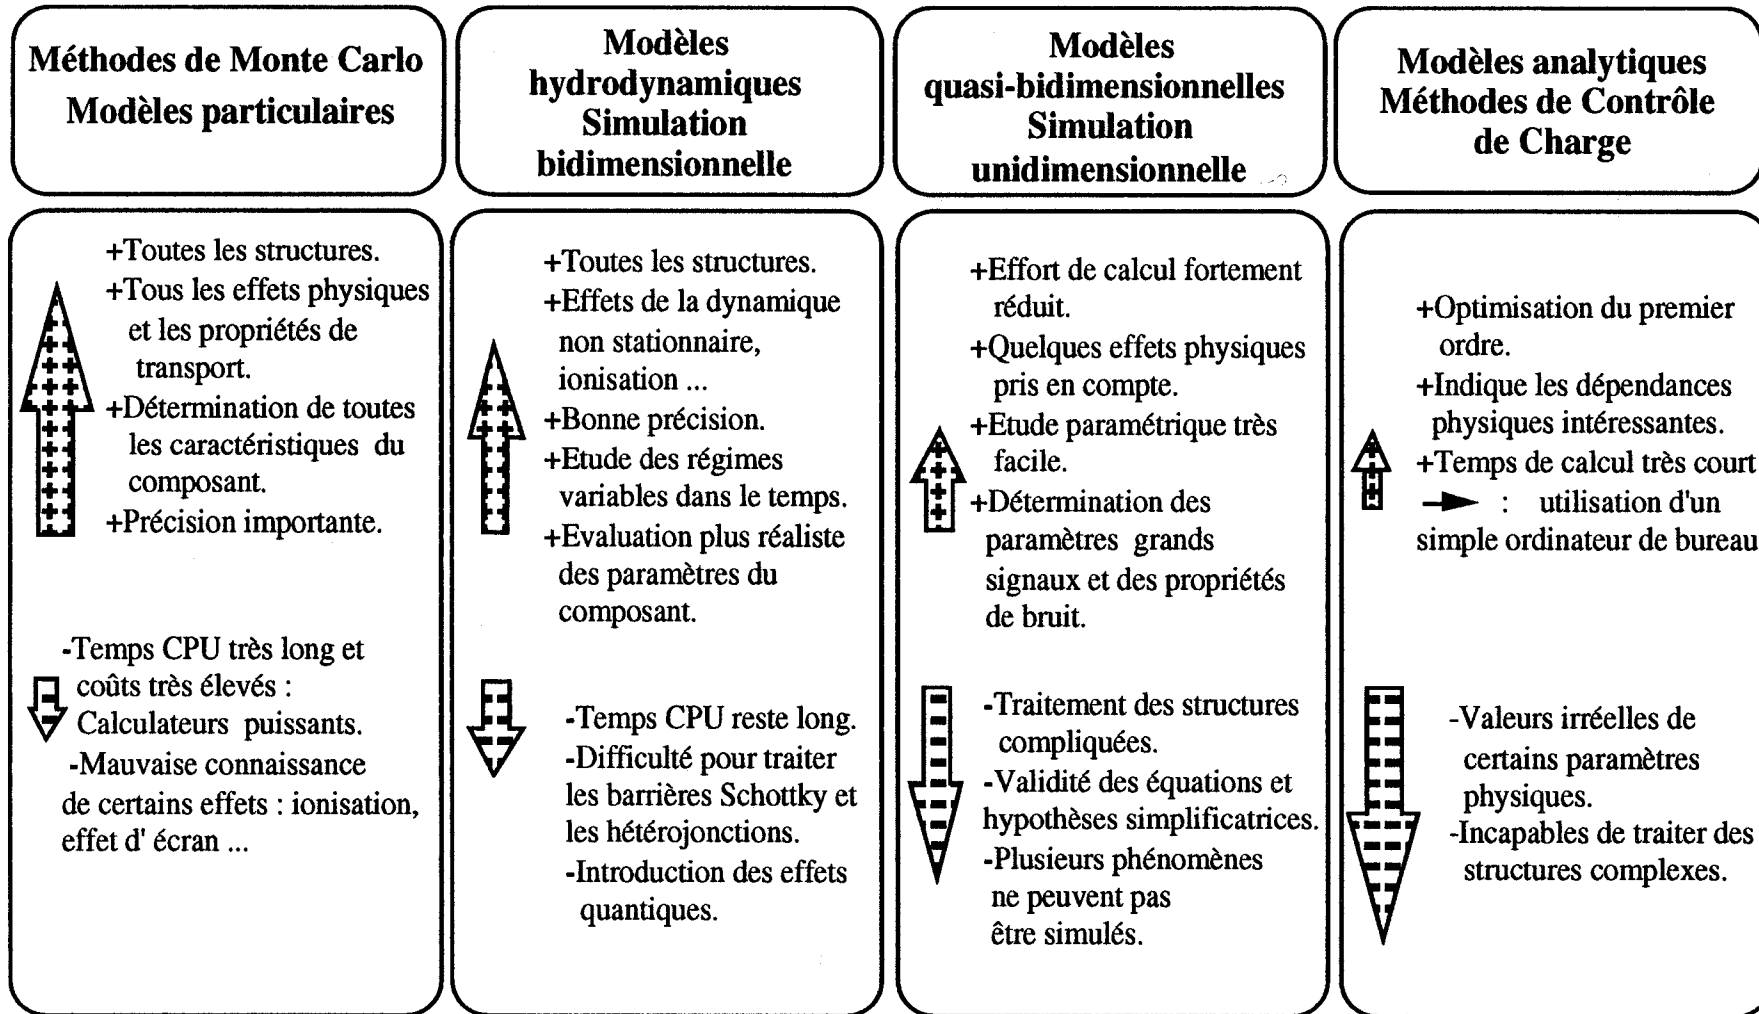 Méthodes de Monte Carlo
Modèles particulaires
Modèles
hydrodynamiques
Simulation
bidimensionnelle
Modèles
quasi-bidimensionnelles
Simulation
unidimensionnelle
Modèles analytiques
Méthodes de Contrôle
de Charge
+Toutes les structures.
+Tous les effets physiques
et les propriétés de
transport.
+Détermination de toutes
les caractéristiques du
composant.
+Précision importante.
-Temps CPU très long et
coûts très élevés :
Calculateurs puissants.
-Mauvaise connaissance
de certains effets : ionisation,
effet d' écran ...
+Toutes les structures.
+Effets de la dynamique
non stationnaire,
ionisation ...
+Bonne précision.
+Etude des régimes
variables dans le temps.
+Evaluation plus réaliste
des paramètres du
composant.
-Temps CPU reste long.
-Difficulté pour traiter
les barrières Schottky et
les hétérojonctions.
-Introduction des effets
quantiques.
+Effort de calcul fortement
réduit.
+Quelques effets physiques
pris en compte.
+Etude paramétrique très
facile.
+Détermination des
paramètres grands
signaux et des propriétés
de bruit.
-Traitement des structures
compliquées.
-Validité des équations et
hypothèses simplificatrices.
-Plusieurs phénomènes
ne peuvent pas
être simulés.
+Optimisation du premier
ordre.
+Indique les dépendances
physiques intéressantes.
+Temps de calcul très court
: utilisation d'un
simple ordinateur de bureau
-Valeurs irréelles de
certains paramètres
physiques.
-Incapables de traiter des
structures complexes.